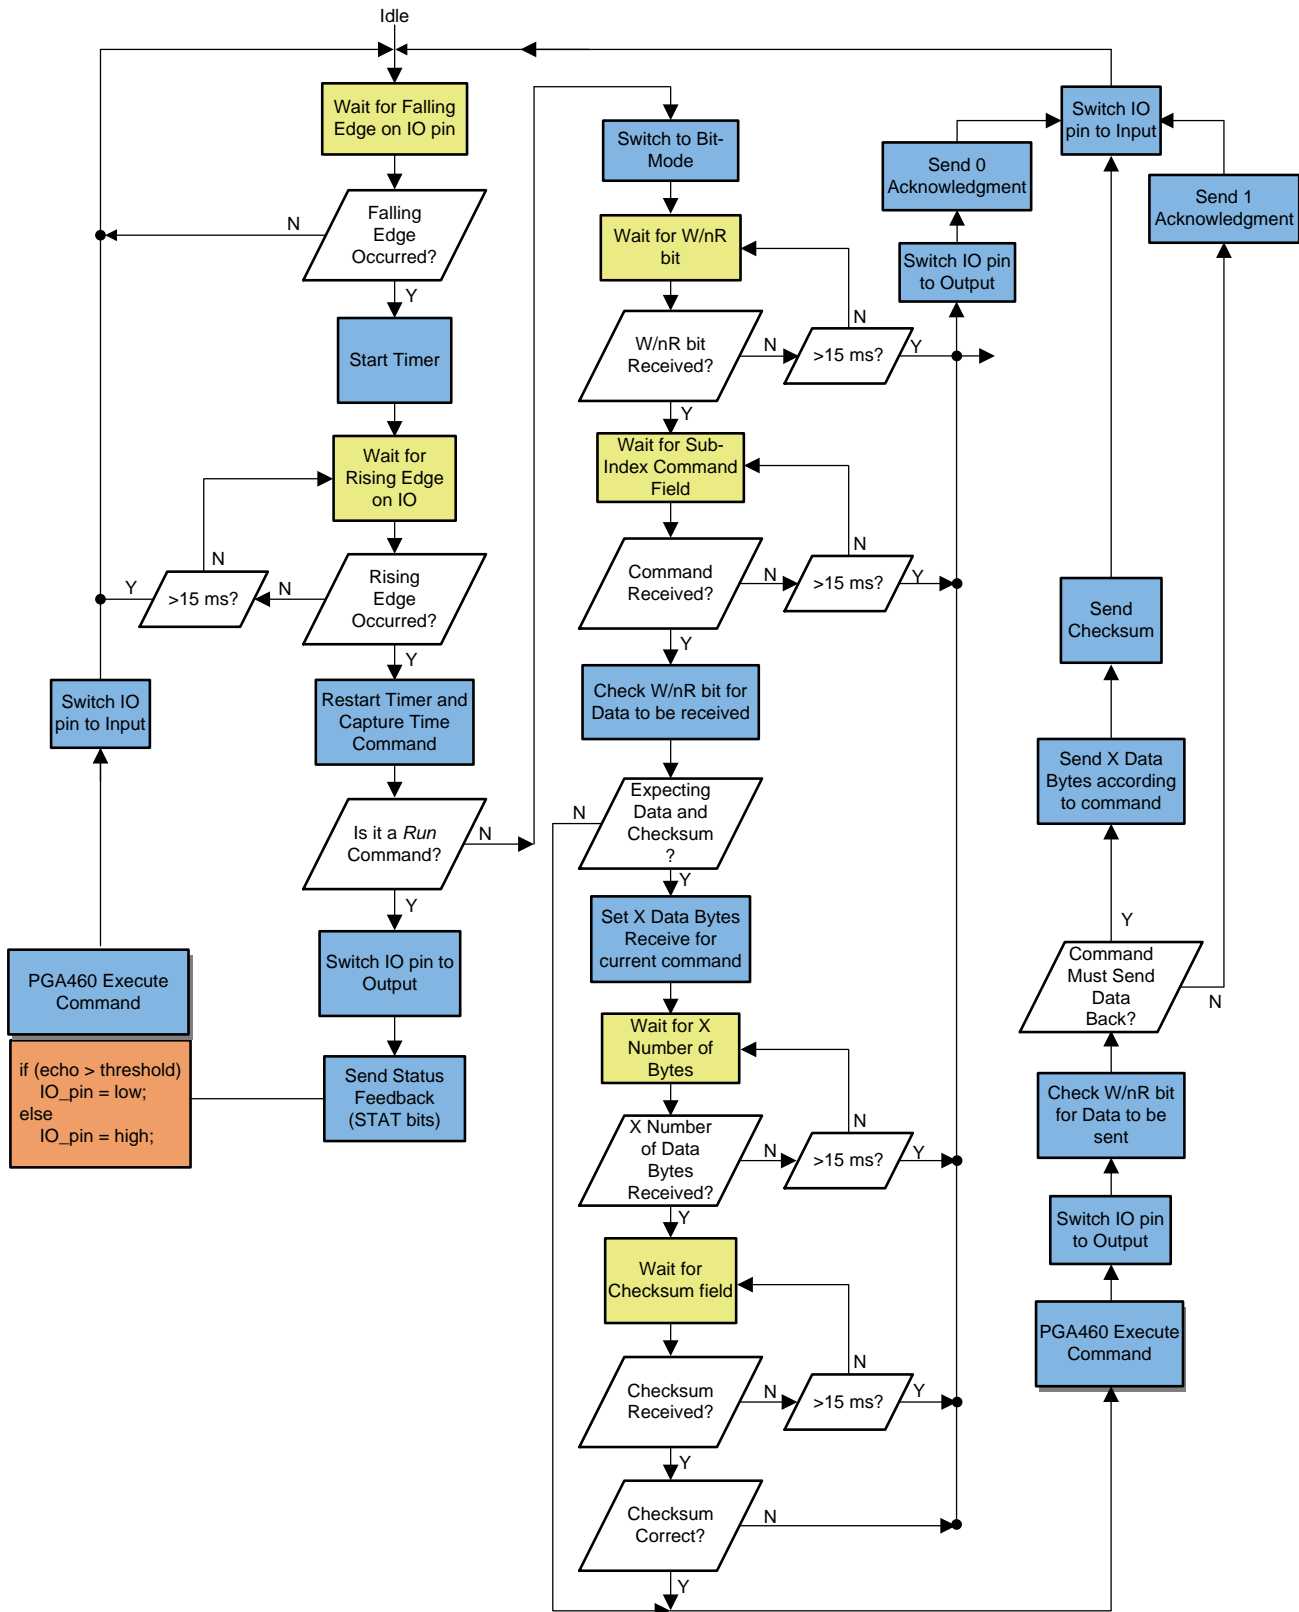 Idle
Wait for Falling
Edge on IO pin
Falling
Edge
Occurred?
N
Y
Start Timer
Wait for
Rising Edge
on IO
N
Y
>15 ms?
N
Rising
Edge
Occurred?
Y
Switch IO
pin to Input
Restart Timer and
Capture Time
Command
Is it a Run
Command?
N
Y
Switch IO pin to
Output
PGA460 Execute
Command
if (echo > threshold)
IO_pin = low;
else
IO_pin = high;
Send Status
Feedback
(STAT bits)
Switch to Bit-
Mode
Wait for W/nR
bit
W/nR bit
Received?
N
>15 ms?
N
Y
Y
Wait for Sub-
Index Command
Field
Command
Received?
N
>15 ms?
N
Y
Y
Check W/nR bit for
Data to be received
Expecting
Data and
Checksum
?
N
Y
Set X Data Bytes
Receive for
current command
Wait for X
Number of
Bytes
X Number
of Data
Bytes
Received?
N
>15 ms?
N
Y
Y
Wait for
Checksum field
Checksum
Received?
N
>15 ms?
N
Y
Y
Checksum
Correct?
N
Y
Send 0
Acknowledgment
Switch IO pin
to Output
Switch IO
pin to Input
Send 1
Acknowledgment
Send
Checksum
Send X Data
Bytes according
to command
Y
Command
Must Send
Data
Back?
N
Check W/nR bit
for Data to be
sent
Switch IO pin
to Output
PGA460 Execute
Command